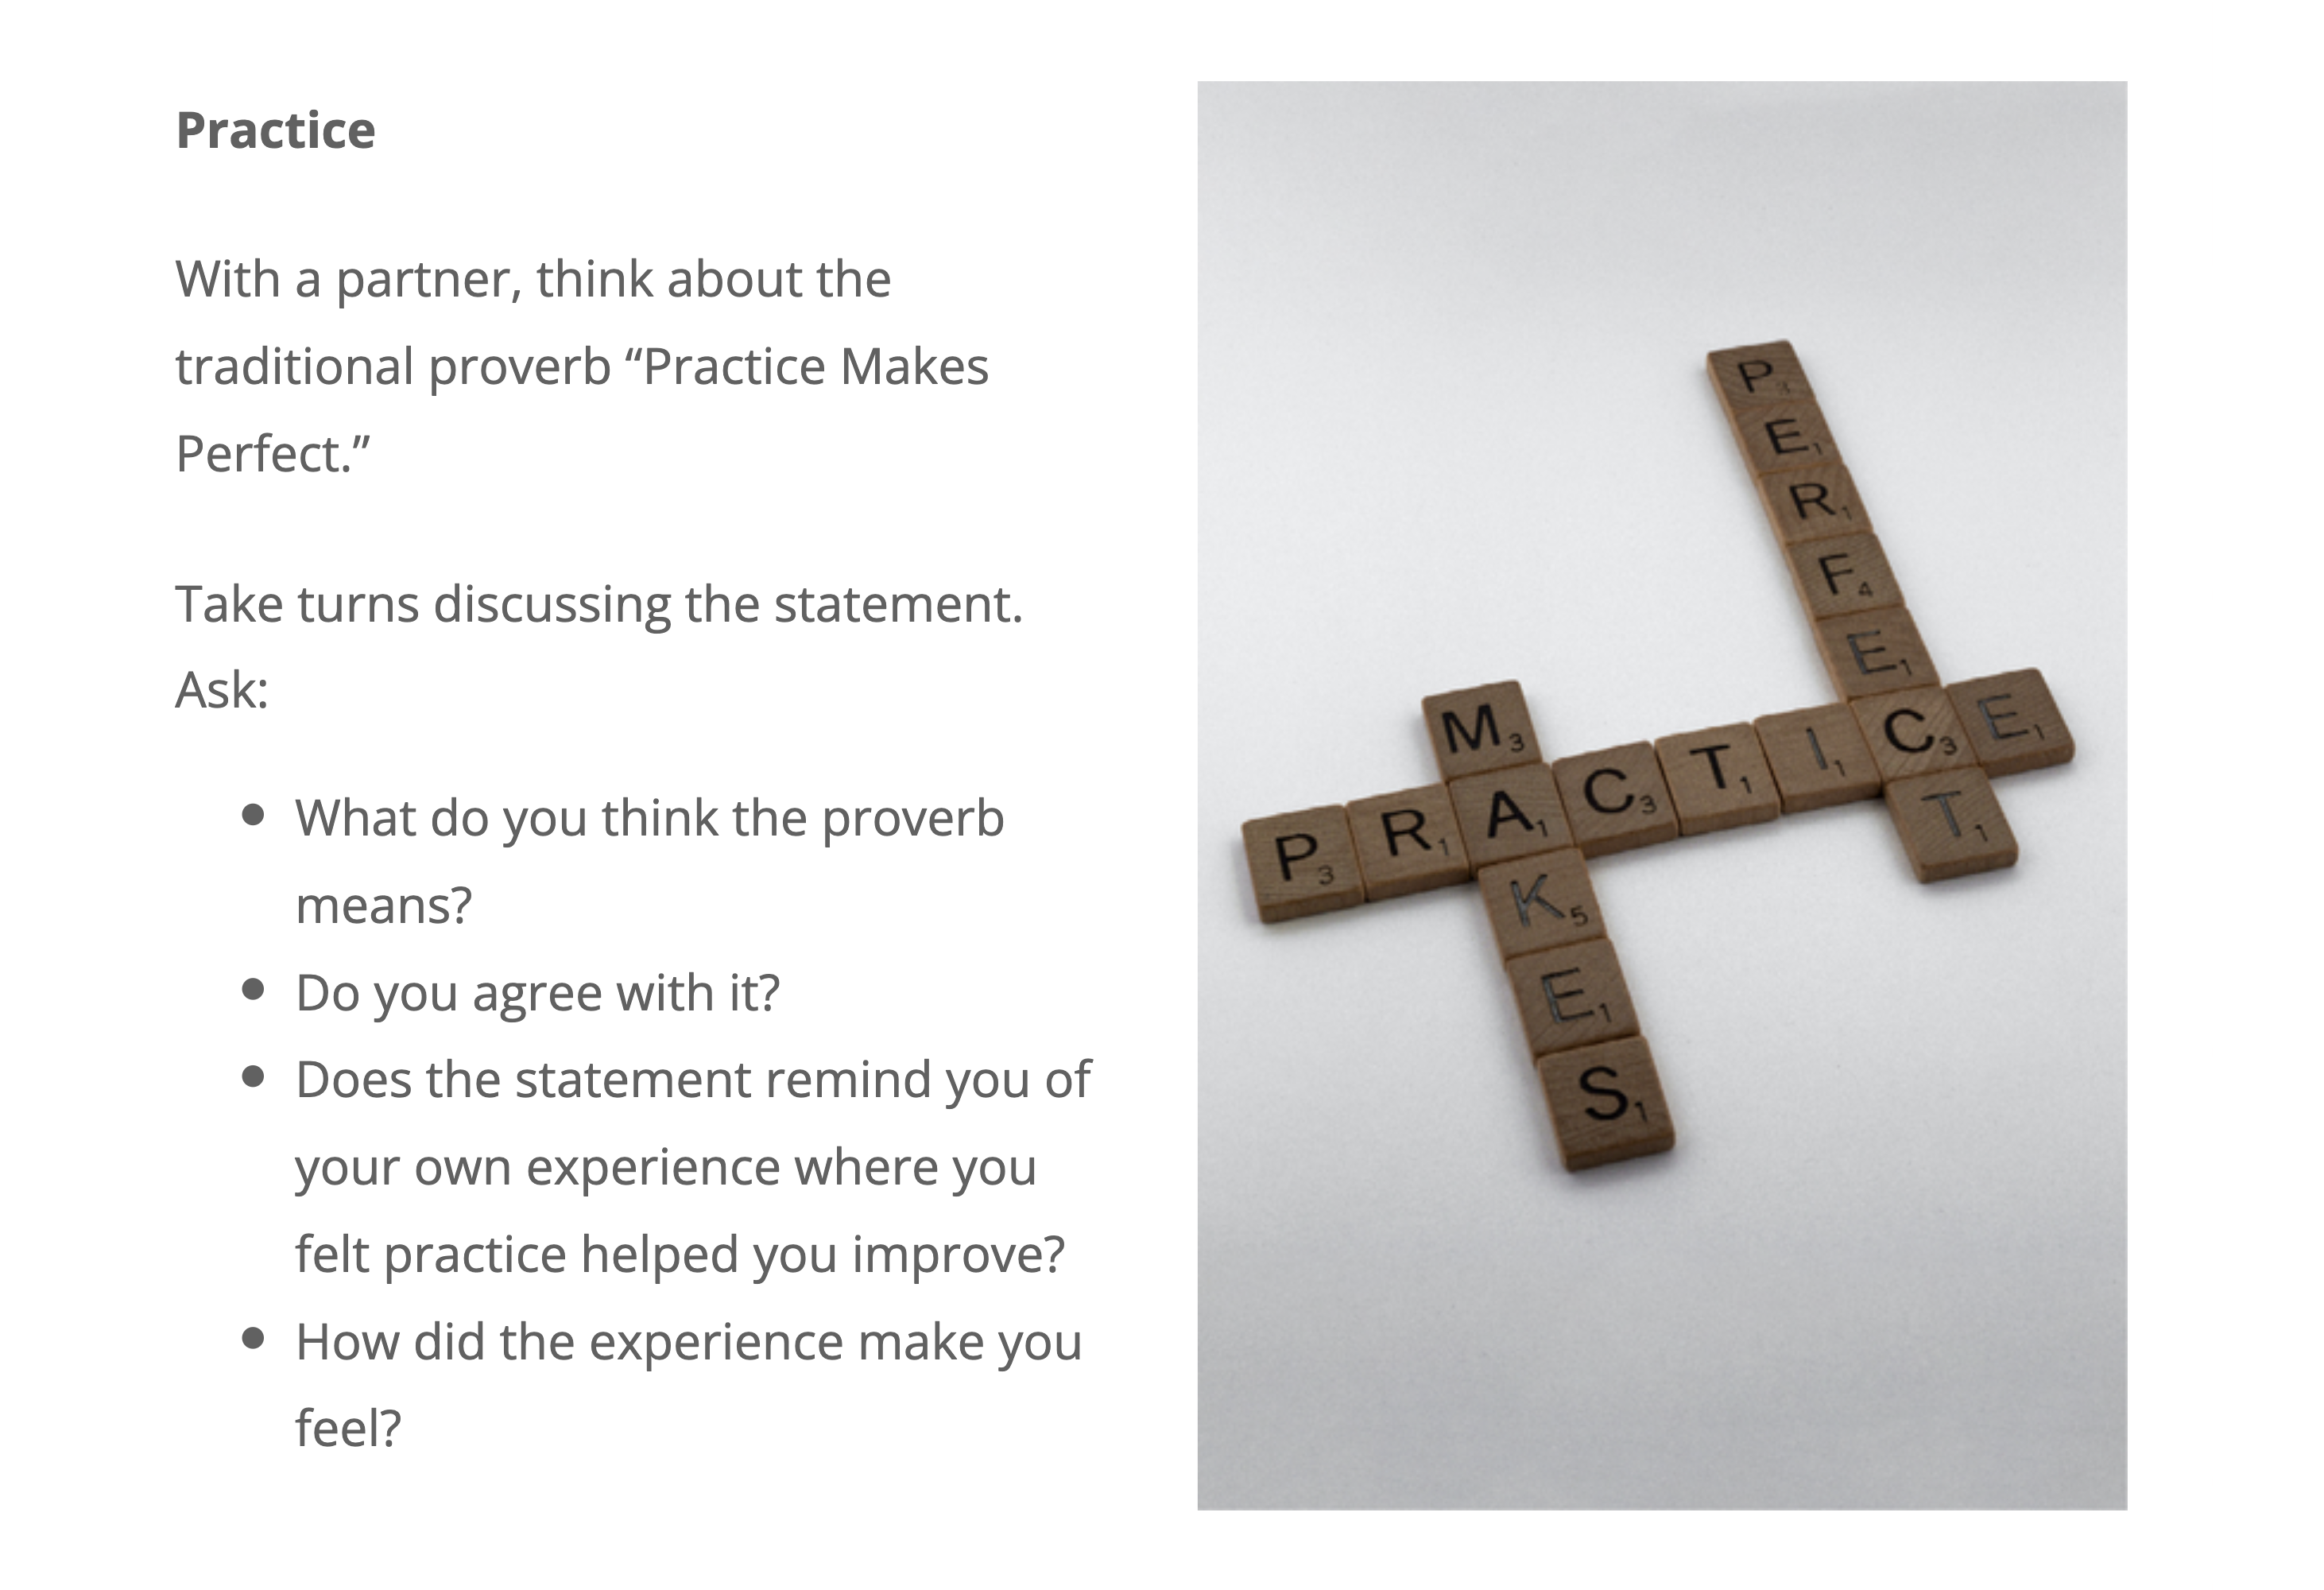 Practice
With a partner, think about the
traditional proverb “Practice Makes
Perfect.”
Take turns discussing the statement.
Ask:
● What do you think the proverb
means?
● Do you agree with it?
● Does the statement remind you of
your own experience where you
felt practice helped you improve?
● How did the experience make you
feel?
PRACTICE
MAKES
PERFECT